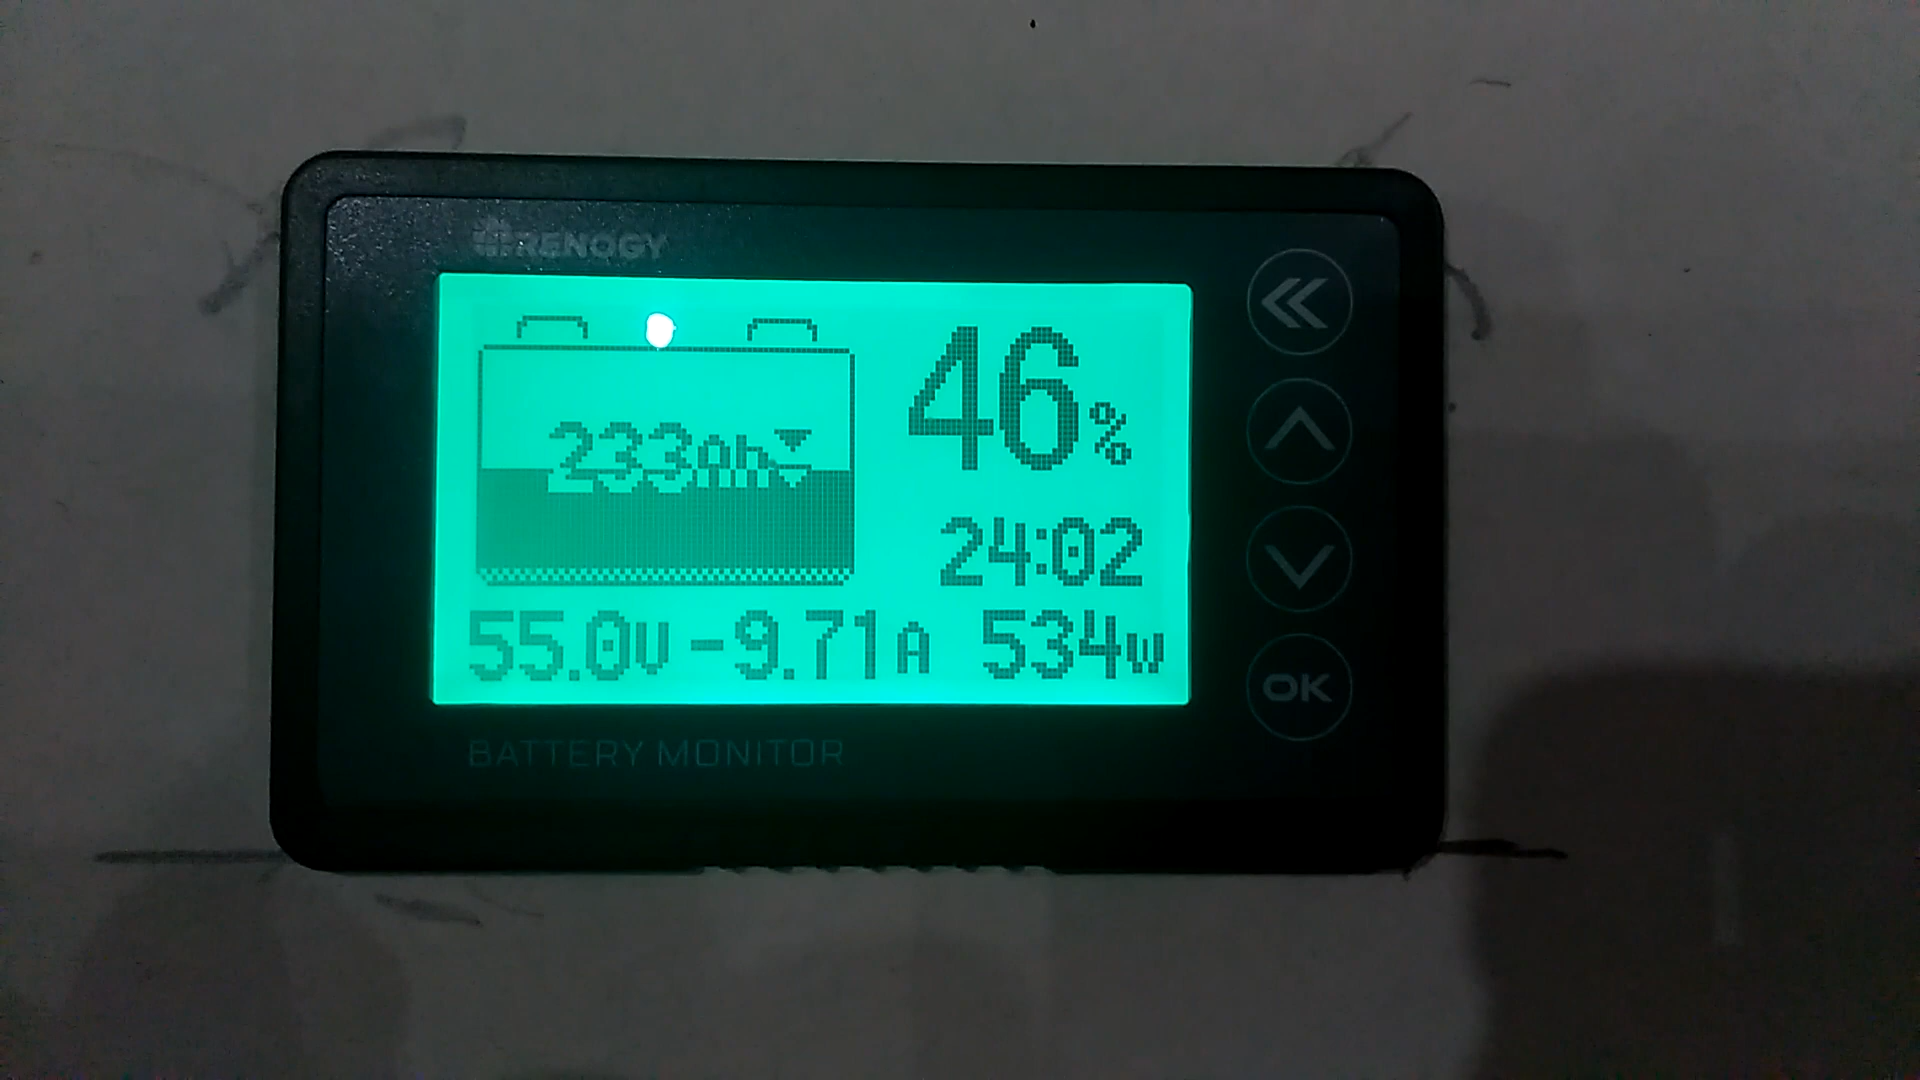 RENOGY
46%
233Ah
24:02
55.0V -9.71A 534W
OK
BATTERY MONITOR